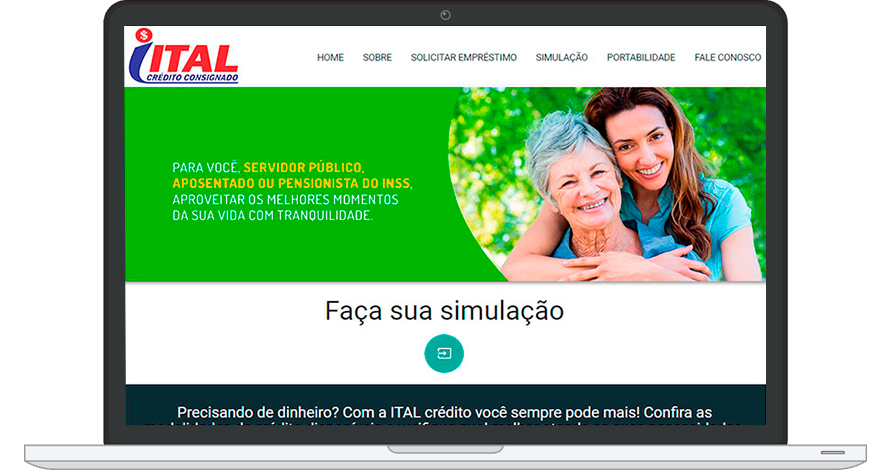 $
ITAL
CRÉDITO CONSIGNADO
HOME SOBRE SOLICITAR EMPRÉSTIMO SIMULAÇÃO PORTABILIDADE FALE CONOSCO
PARA VOCÊ, SERVIDOR PÚBLICO,
APOSENTADO OU PENSIONISTA DO INSS,
APROVEITAR OS MELHORES MOMENTOS
DA SUA VIDA COM TRANQUILIDADE.
Faça sua simulação
Precisando de dinheiro? Com a ITAL crédito você sempre pode mais! Confira as